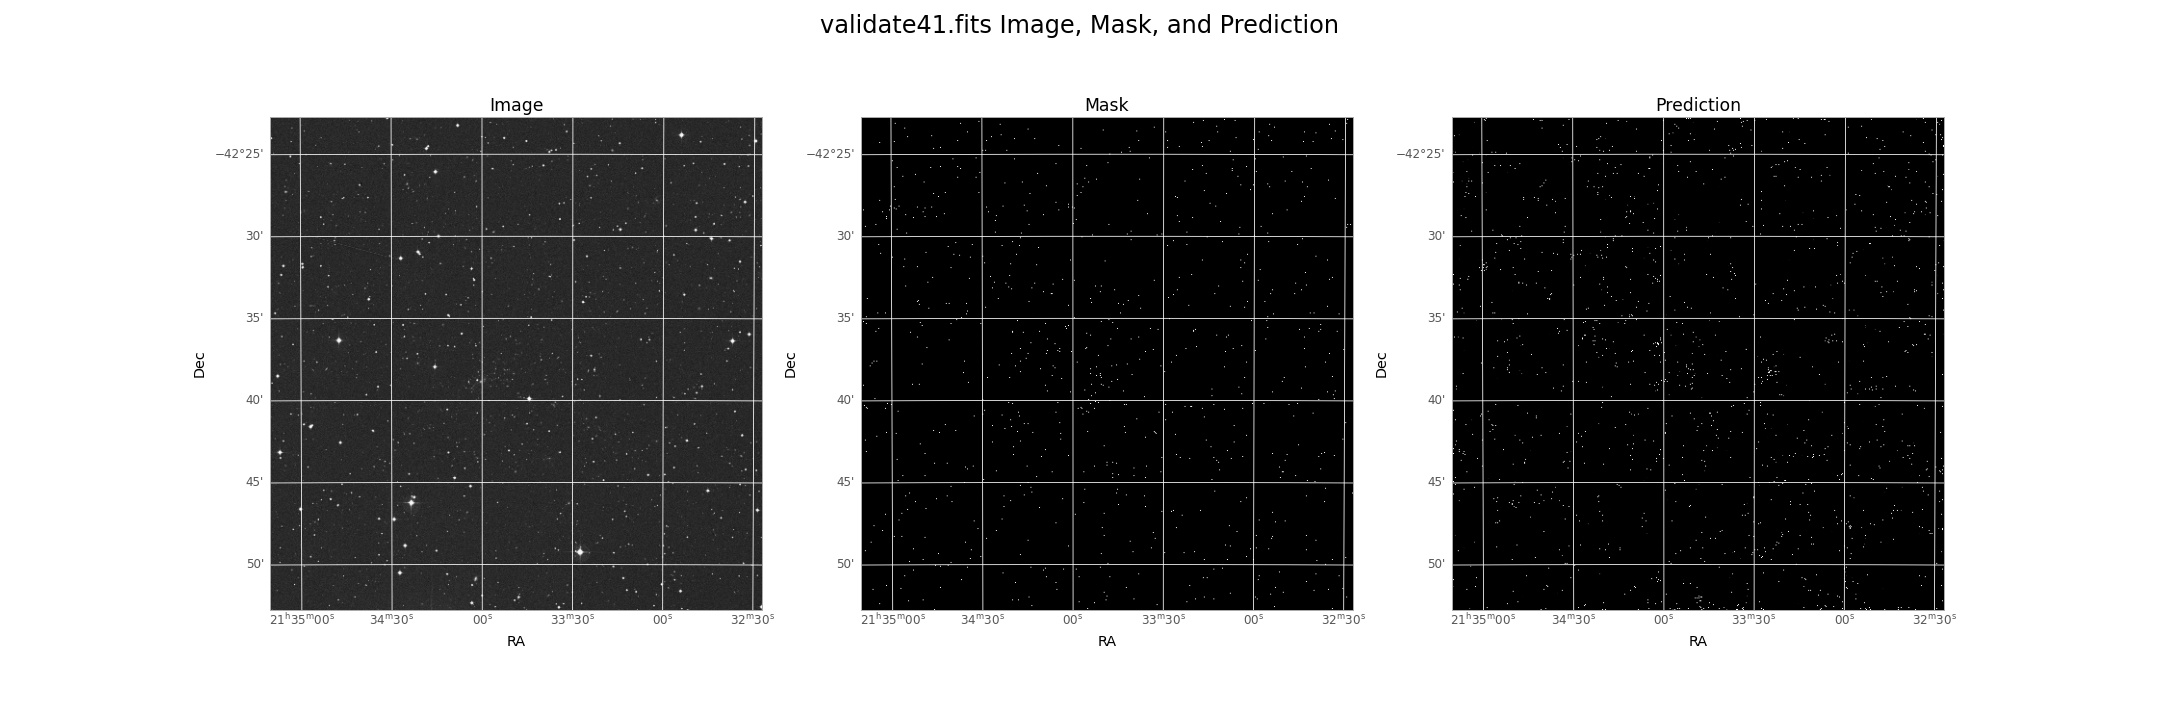 validate41.fits Image, Mask, and Prediction
Image
−42°25'
30'
35'
40'
45'
50'
Dec
21ʰ35ᵐ00ˢ 34ᵐ30ˢ 00ˢ 33ᵐ30ˢ 00ˢ 32ᵐ30ˢ
RA
Mask
−42°25'
30'
35'
40'
45'
50'
Dec
21ʰ35ᵐ00ˢ 34ᵐ30ˢ 00ˢ 33ᵐ30ˢ 00ˢ 32ᵐ30ˢ
RA
Prediction
−42°25'
30'
35'
40'
45'
50'
Dec
21ʰ35ᵐ00ˢ 34ᵐ30ˢ 00ˢ 33ᵐ30ˢ 00ˢ 32ᵐ30ˢ
RA